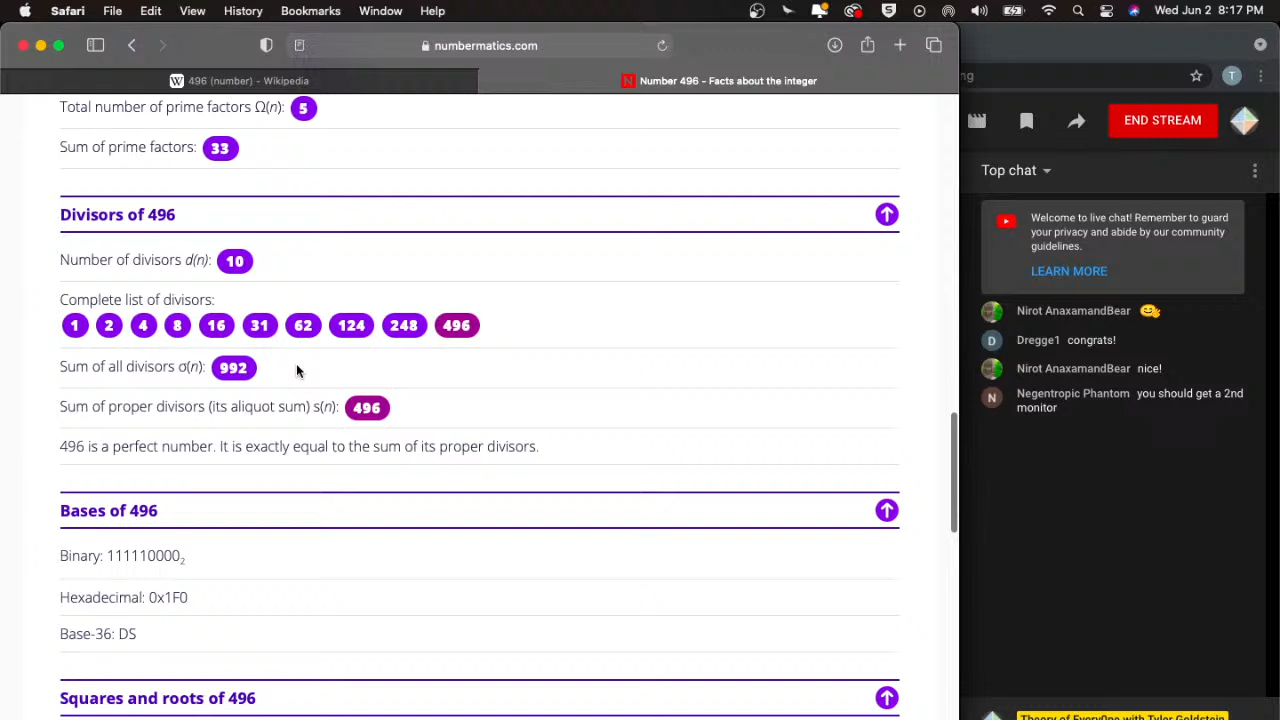 Safari File Edit View History Bookmarks Window Help Wed Jun 2 8:17 PM
numbermatics.com
496 (number) - Wikipedia
Number 496 - Facts about the integer
ng
Total number of prime factors Ω(n): 5
Sum of prime factors: 33
Divisors of 496
Number of divisors d(n): 10
Complete list of divisors:
1 2 4 8 16 31 62 124 248 496
Sum of all divisors σ(n): 992
Sum of proper divisors (its aliquot sum) s(n): 496
496 is a perfect number. It is exactly equal to the sum of its proper divisors.
Bases of 496
Binary: 111110000₂
Hexadecimal: 0x1F0
Base-36: DS
Squares and roots of 496
T
END STREAM
Top chat
Welcome to live chat! Remember to guard
your privacy and abide by our community
guidelines.
LEARN MORE
Nirot AnaxamandBear
D Dregge1 congrats!
Nirot AnaxamandBear nice!
N Negentropic Phantom you should get a 2nd
monitor
Theory of Every0ne with Tyler Goldstein